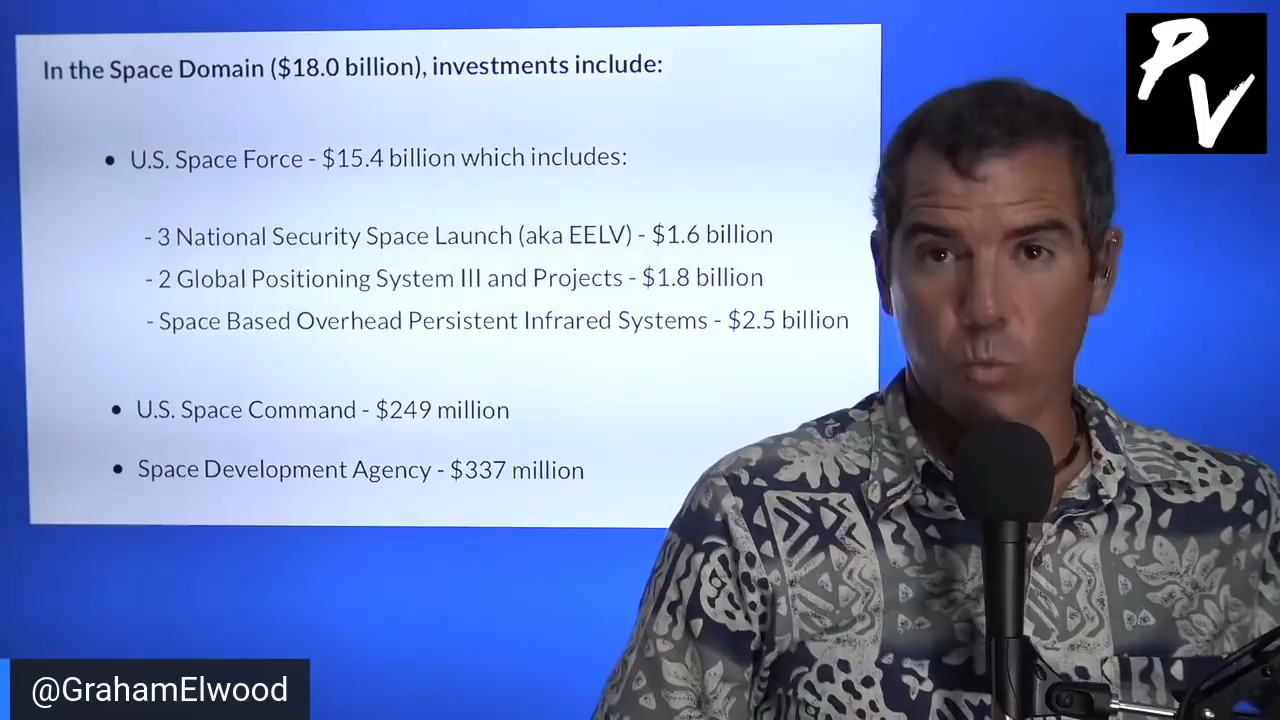 In the Space Domain ($18.0 billion), investments include:
• U.S. Space Force - $15.4 billion which includes:
- 3 National Security Space Launch (aka EELV) - $1.6 billion
- 2 Global Positioning System III and Projects - $1.8 billion
- Space Based Overhead Persistent Infrared Systems - $2.5 billion
• U.S. Space Command - $249 million
• Space Development Agency - $337 million
PV
@GrahamElwood